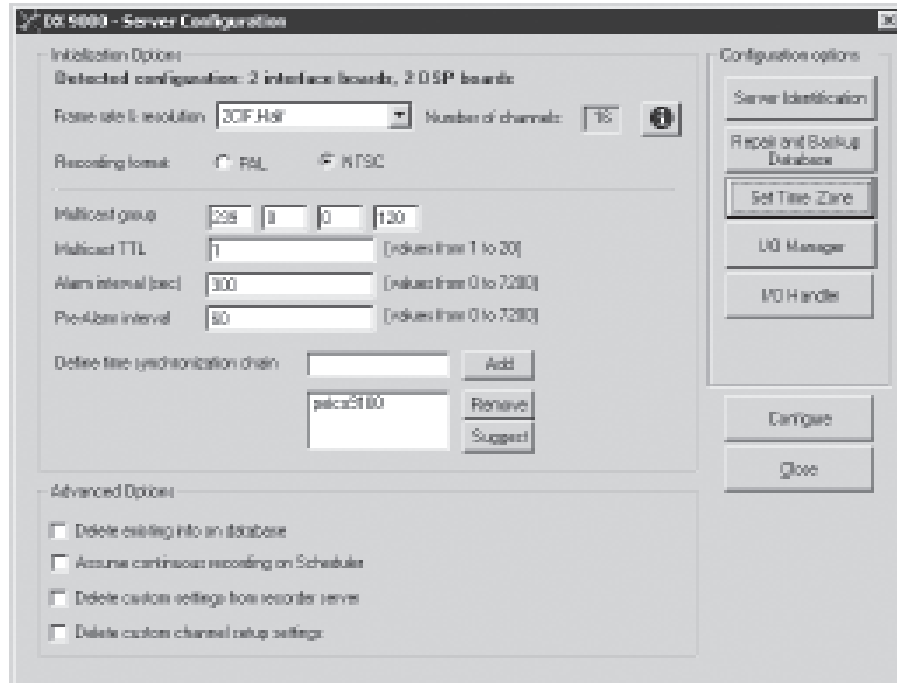 DX 9000 - Server Configuration
Initialization Options
Detected configuration: 2 interface boards, 2 DSP boards
Frame rate & resolution 2CIF,Half Number of channels: 16
Recording format: PAL NTSC
Multicast group 239 0 0 120
Multicast TTL 1 [values from 1 to 20]
Alarm interval (sec) 300 [values from 0 to 7200]
Pre-Alarm interval 60 [values from 0 to 7200]
Define time synchronization chain Add
Remove
Suggest
Advanced Options
Delete existing info on database
Assume continuous recording on Scheduler
Delete custom settings from recorder server
Delete custom channel setup settings
Configuration options
Server Identification
Repair and Backup
Database
Set Time Zone
Manager
I/O Handler
Configure
Close